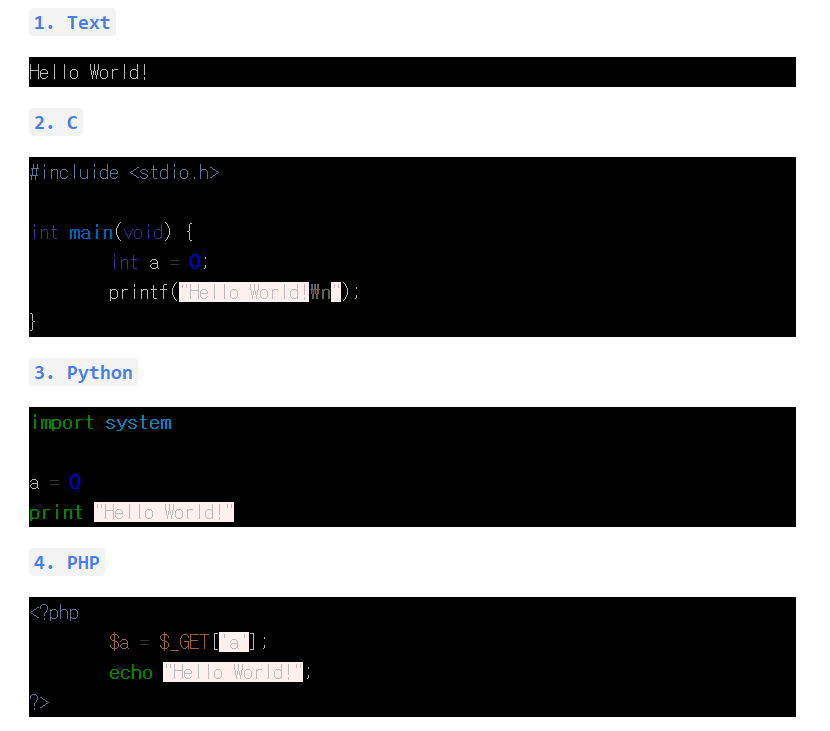 1. Text
Hello World!
2. C
#incluide <stdio.h>
int main(void) {
        int a = 0;
        printf("Hello World!₩n");
}
3. Python
import system
a = 0
print "Hello World!"
4. PHP
<?php
        $a = $_GET['a'];
        echo "Hello World!";
?>